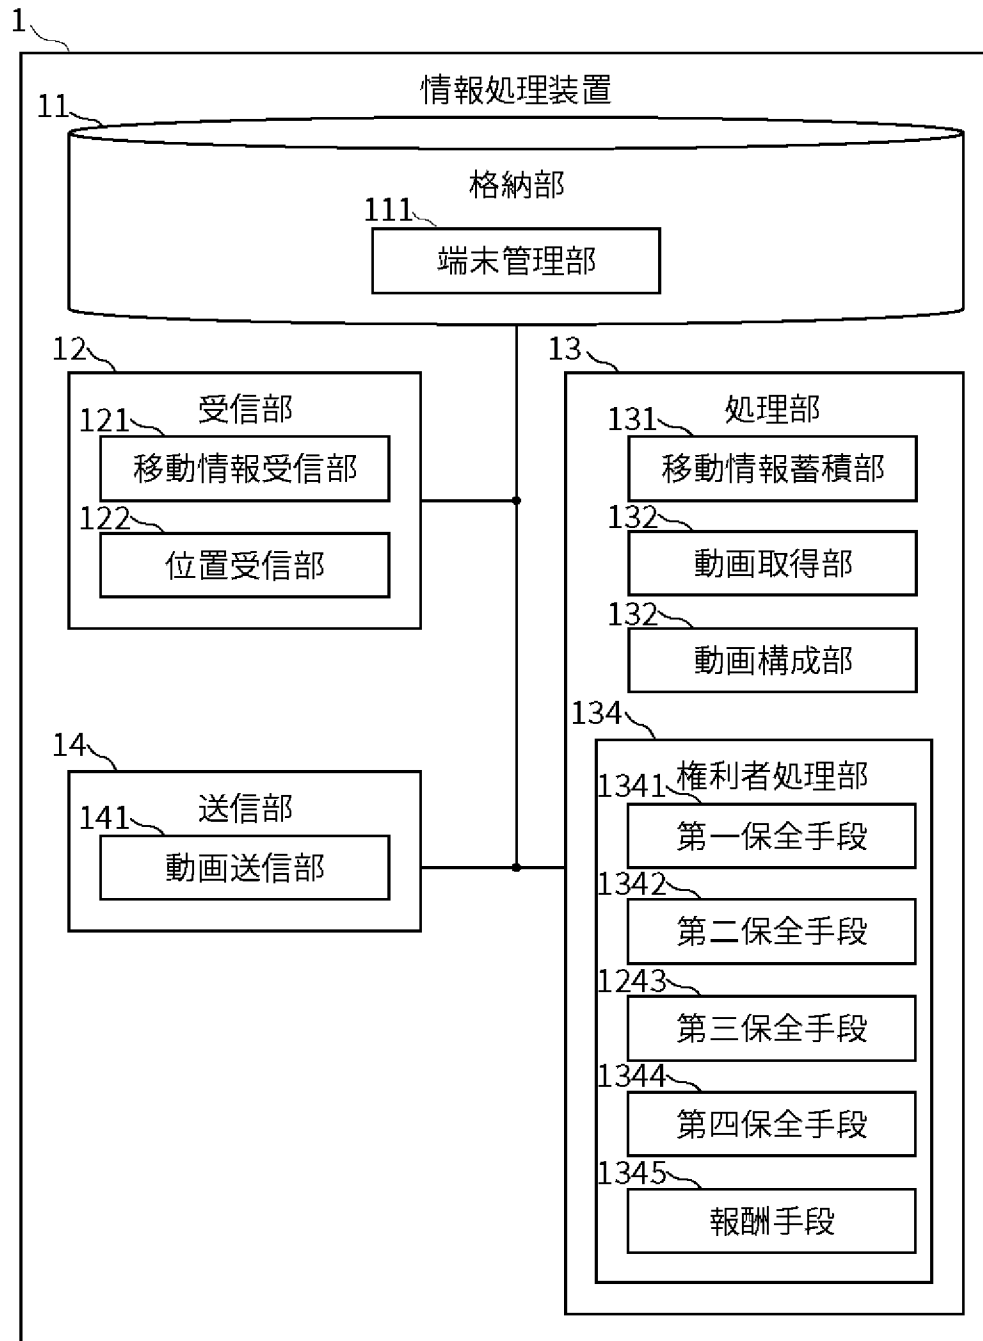 1
情報処理装置
11
格納部
111
端末管理部
12
受信部
121
移動情報受信部
122
位置受信部
13
処理部
131
移動情報蓄積部
132
動画取得部
132
動画構成部
14
送信部
141
動画送信部
134
権利者処理部
1341
第一保全手段
1342
第二保全手段
1243
第三保全手段
1344
第四保全手段
1345
報酬手段